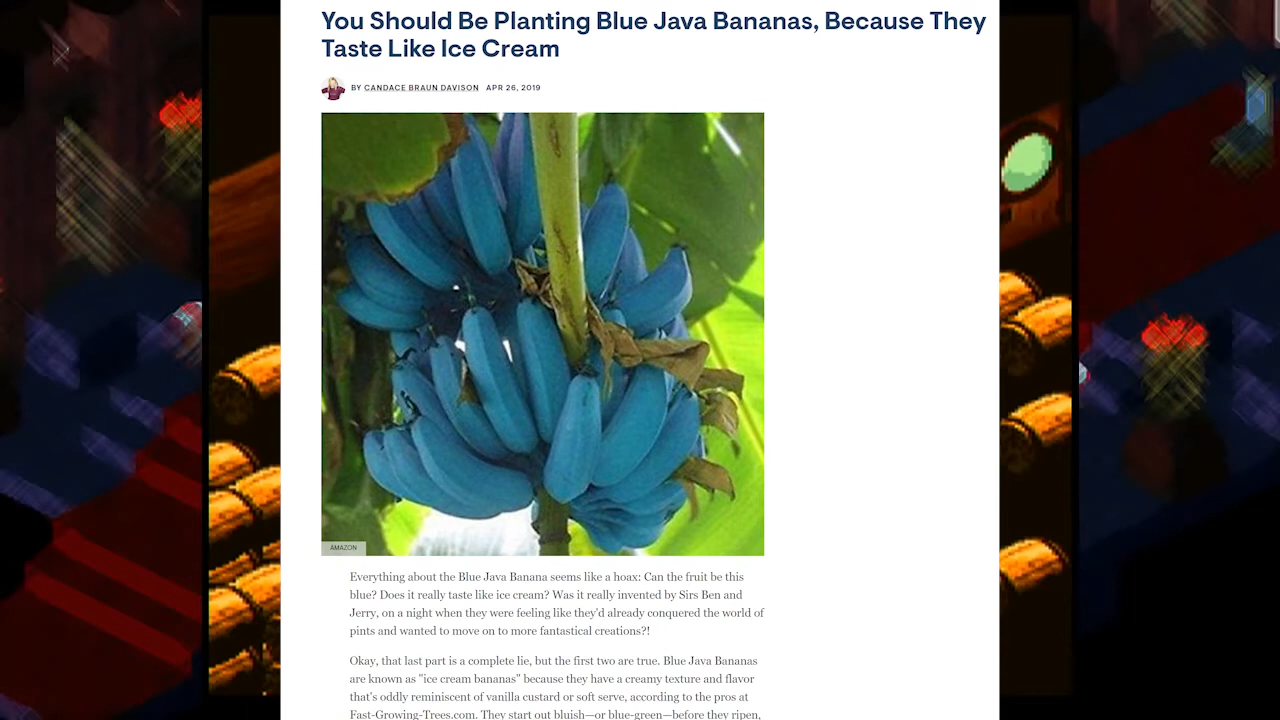 You Should Be Planting Blue Java Bananas, Because They
Taste Like Ice Cream
BY CANDACE BRAUN DAVISON APR 26, 2019
AMAZON
Everything about the Blue Java Banana seems like a hoax: Can the fruit be this
blue? Does it really taste like ice cream? Was it really invented by Sirs Ben and
Jerry, on a night when they were feeling like they'd already conquered the world of
pints and wanted to move on to more fantastical creations?!
Okay, that last part is a complete lie, but the first two are true. Blue Java Bananas
are known as "ice cream bananas" because they have a creamy texture and flavor
that's oddly reminiscent of vanilla custard or soft serve, according to the pros at
Fast-Growing-Trees.com. They start out bluish—or blue-green—before they ripen,